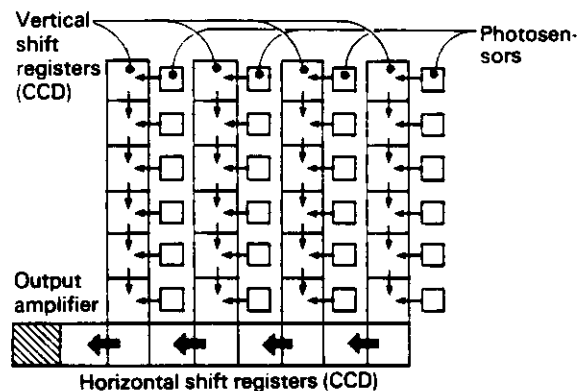 Vertical
shift
registers
(CCD)
Photosen-
sors
Output
amplifier
Horizontal shift registers (CCD)